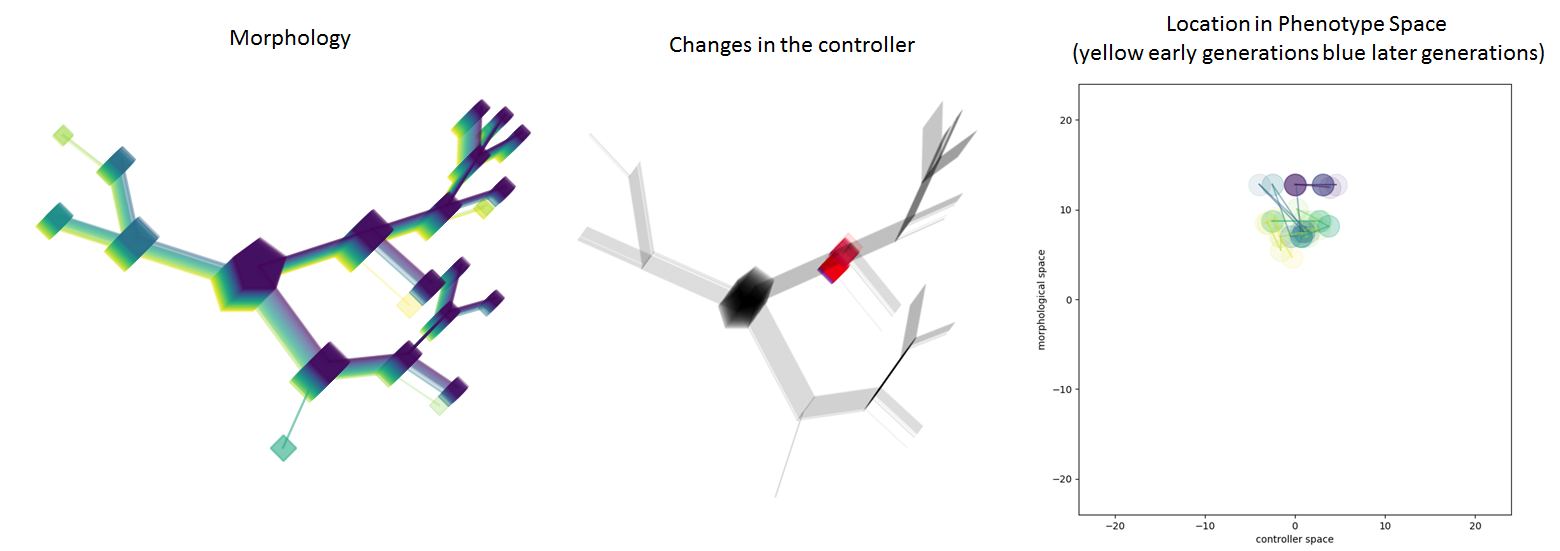 Morphology
Changes in the controller
Location in Phenotype Space
(yellow early generations blue later generations)
20
10
0
−10
−20
morphological space
−20
−10
0
10
20
controller space